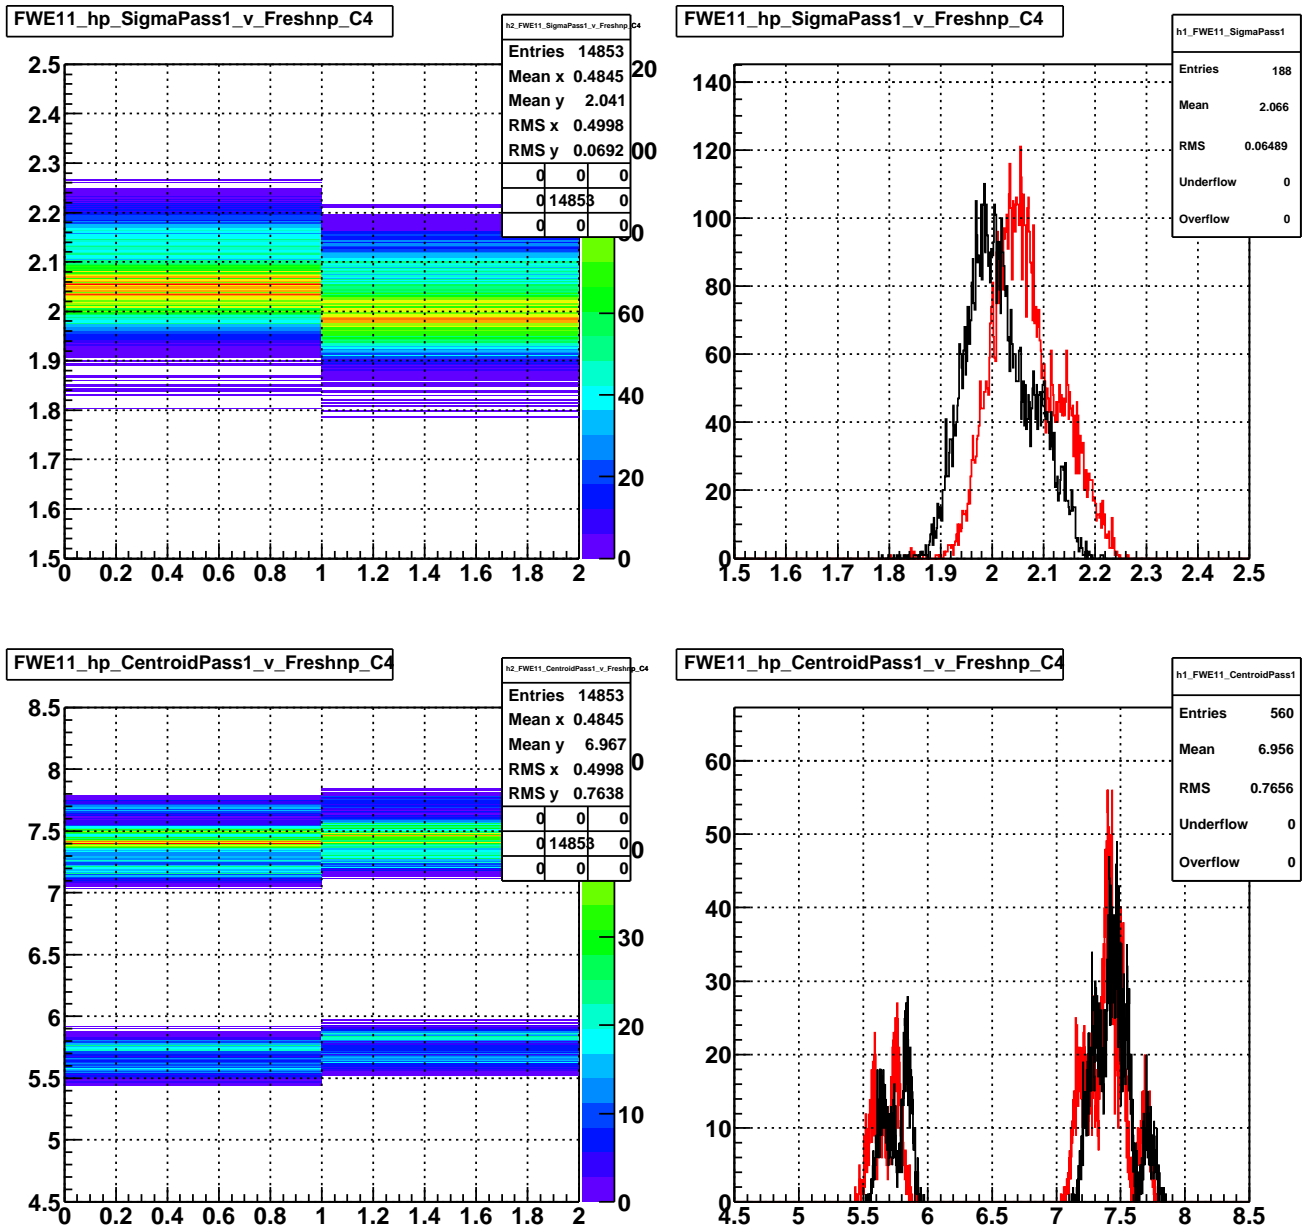 FWE11_hp_SigmaPass1_v_Freshnp_C4
h2_FWE11_SigmaPass1_v_Freshnp_C4
Entries 14853
Mean x 0.4845
Mean y 2.041
RMS x 0.4998
RMS y 0.0692
0 0 0
0 14853 0
0 0 0
2.5
2.4
2.3
2.2
2.1
2
1.9
1.8
1.7
1.6
1.5
0 0.2 0.4 0.6 0.8 1 1.2 1.4 1.6 1.8 2
20
00
80
60
40
20
0
FWE11_hp_SigmaPass1_v_Freshnp_C4
h1_FWE11_SigmaPass1
Entries 188
Mean 2.066
RMS 0.06489
Underflow 0
Overflow 0
140
120
100
80
60
40
20
0
1.5 1.6 1.7 1.8 1.9 2 2.1 2.2 2.3 2.4 2.5
FWE11_hp_CentroidPass1_v_Freshnp_C4
h2_FWE11_CentroidPass1_v_Freshnp_C4
Entries 14853
Mean x 0.4845
Mean y 6.967
RMS x 0.4998
RMS y 0.7638
0 0 0
0 14853 0
0 0 0
8.5
8
7.5
7
6.5
6
5.5
5
4.5
0 0.2 0.4 0.6 0.8 1 1.2 1.4 1.6 1.8 2
0
0
30
20
10
0
FWE11_hp_CentroidPass1_v_Freshnp_C4
h1_FWE11_CentroidPass1
Entries 560
Mean 6.956
RMS 0.7656
Underflow 0
Overflow 0
60
50
40
30
20
10
0
4.5 5 5.5 6 6.5 7 7.5 8 8.5